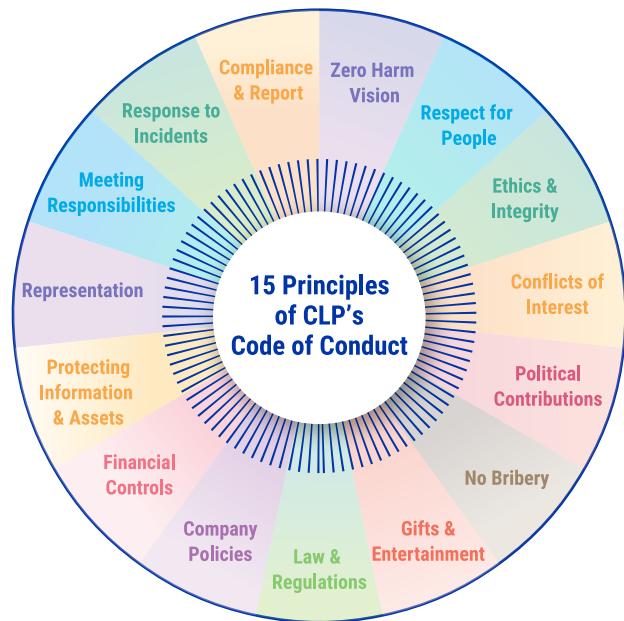 15 Principles
of CLP's
Code of Conduct
Zero Harm
Vision
Respect for
People
Ethics &
Integrity
Conflicts of
Interest
Political
Contributions
No Bribery
Gifts &
Entertainment
Law &
Regulations
Company
Policies
Financial
Controls
Protecting
Information
& Assets
Representation
Meeting
Responsibilities
Response to
Incidents
Compliance
& Report